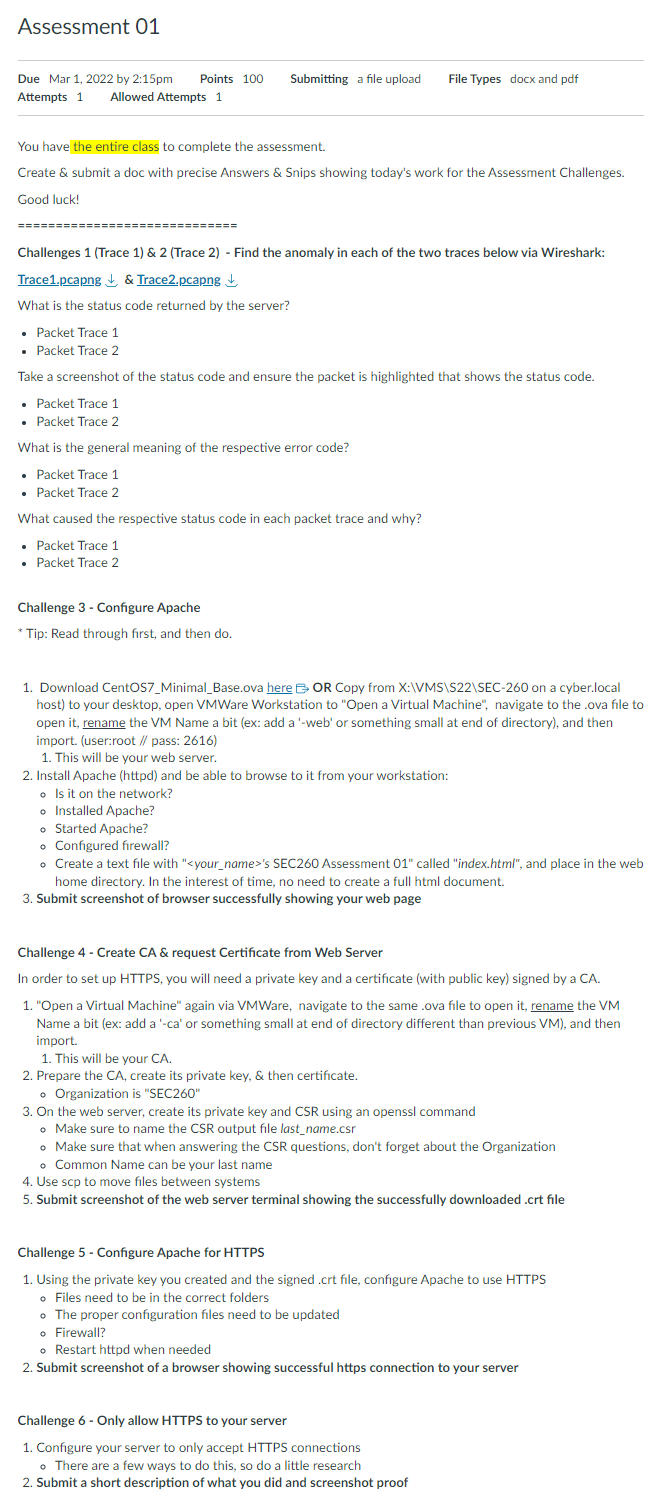 Assessment 01
Due Mar 1, 2022 by 2:15pm Points 100 Submitting a file upload File Types docx and pdf
Attempts 1 Allowed Attempts 1
You have the entire class to complete the assessment.
Create & submit a doc with precise Answers & Snips showing today's work for the Assessment Challenges.
Good luck!
=============================
Challenges 1 (Trace 1) & 2 (Trace 2) - Find the anomaly in each of the two traces below via Wireshark:
Trace1.pcapng & Trace2.pcapng
What is the status code returned by the server?
• Packet Trace 1
• Packet Trace 2
Take a screenshot of the status code and ensure the packet is highlighted that shows the status code.
• Packet Trace 1
• Packet Trace 2
What is the general meaning of the respective error code?
• Packet Trace 1
• Packet Trace 2
What caused the respective status code in each packet trace and why?
• Packet Trace 1
• Packet Trace 2
Challenge 3 - Configure Apache
* Tip: Read through first, and then do.
1. Download CentOS7_Minimal_Base.ova here OR Copy from X:\VMS\S22\SEC-260 on a cyber.local
host) to your desktop, open VMWare Workstation to "Open a Virtual Machine", navigate to the .ova file to
open it, rename the VM Name a bit (ex: add a '-web' or something small at end of directory), and then
import. (user:root // pass: 2616)
1. This will be your web server.
2. Install Apache (httpd) and be able to browse to it from your workstation:
○ Is it on the network?
○ Installed Apache?
○ Started Apache?
○ Configured firewall?
○ Create a text file with "<your_name>'s SEC260 Assessment 01" called "index.html", and place in the web
home directory. In the interest of time, no need to create a full html document.
3. Submit screenshot of browser successfully showing your web page
Challenge 4 - Create CA & request Certificate from Web Server
In order to set up HTTPS, you will need a private key and a certificate (with public key) signed by a CA.
1. "Open a Virtual Machine" again via VMWare, navigate to the same .ova file to open it, rename the VM
Name a bit (ex: add a '-ca' or something small at end of directory different than previous VM), and then
import.
1. This will be your CA.
2. Prepare the CA, create its private key, & then certificate.
○ Organization is "SEC260"
3. On the web server, create its private key and CSR using an openssl command
○ Make sure to name the CSR output file last_name.csr
○ Make sure that when answering the CSR questions, don't forget about the Organization
○ Common Name can be your last name
4. Use scp to move files between systems
5. Submit screenshot of the web server terminal showing the successfully downloaded .crt file
Challenge 5 - Configure Apache for HTTPS
1. Using the private key you created and the signed .crt file, configure Apache to use HTTPS
○ Files need to be in the correct folders
○ The proper configuration files need to be updated
○ Firewall?
○ Restart httpd when needed
2. Submit screenshot of a browser showing successful https connection to your server
Challenge 6 - Only allow HTTPS to your server
1. Configure your server to only accept HTTPS connections
○ There are a few ways to do this, so do a little research
2. Submit a short description of what you did and screenshot proof